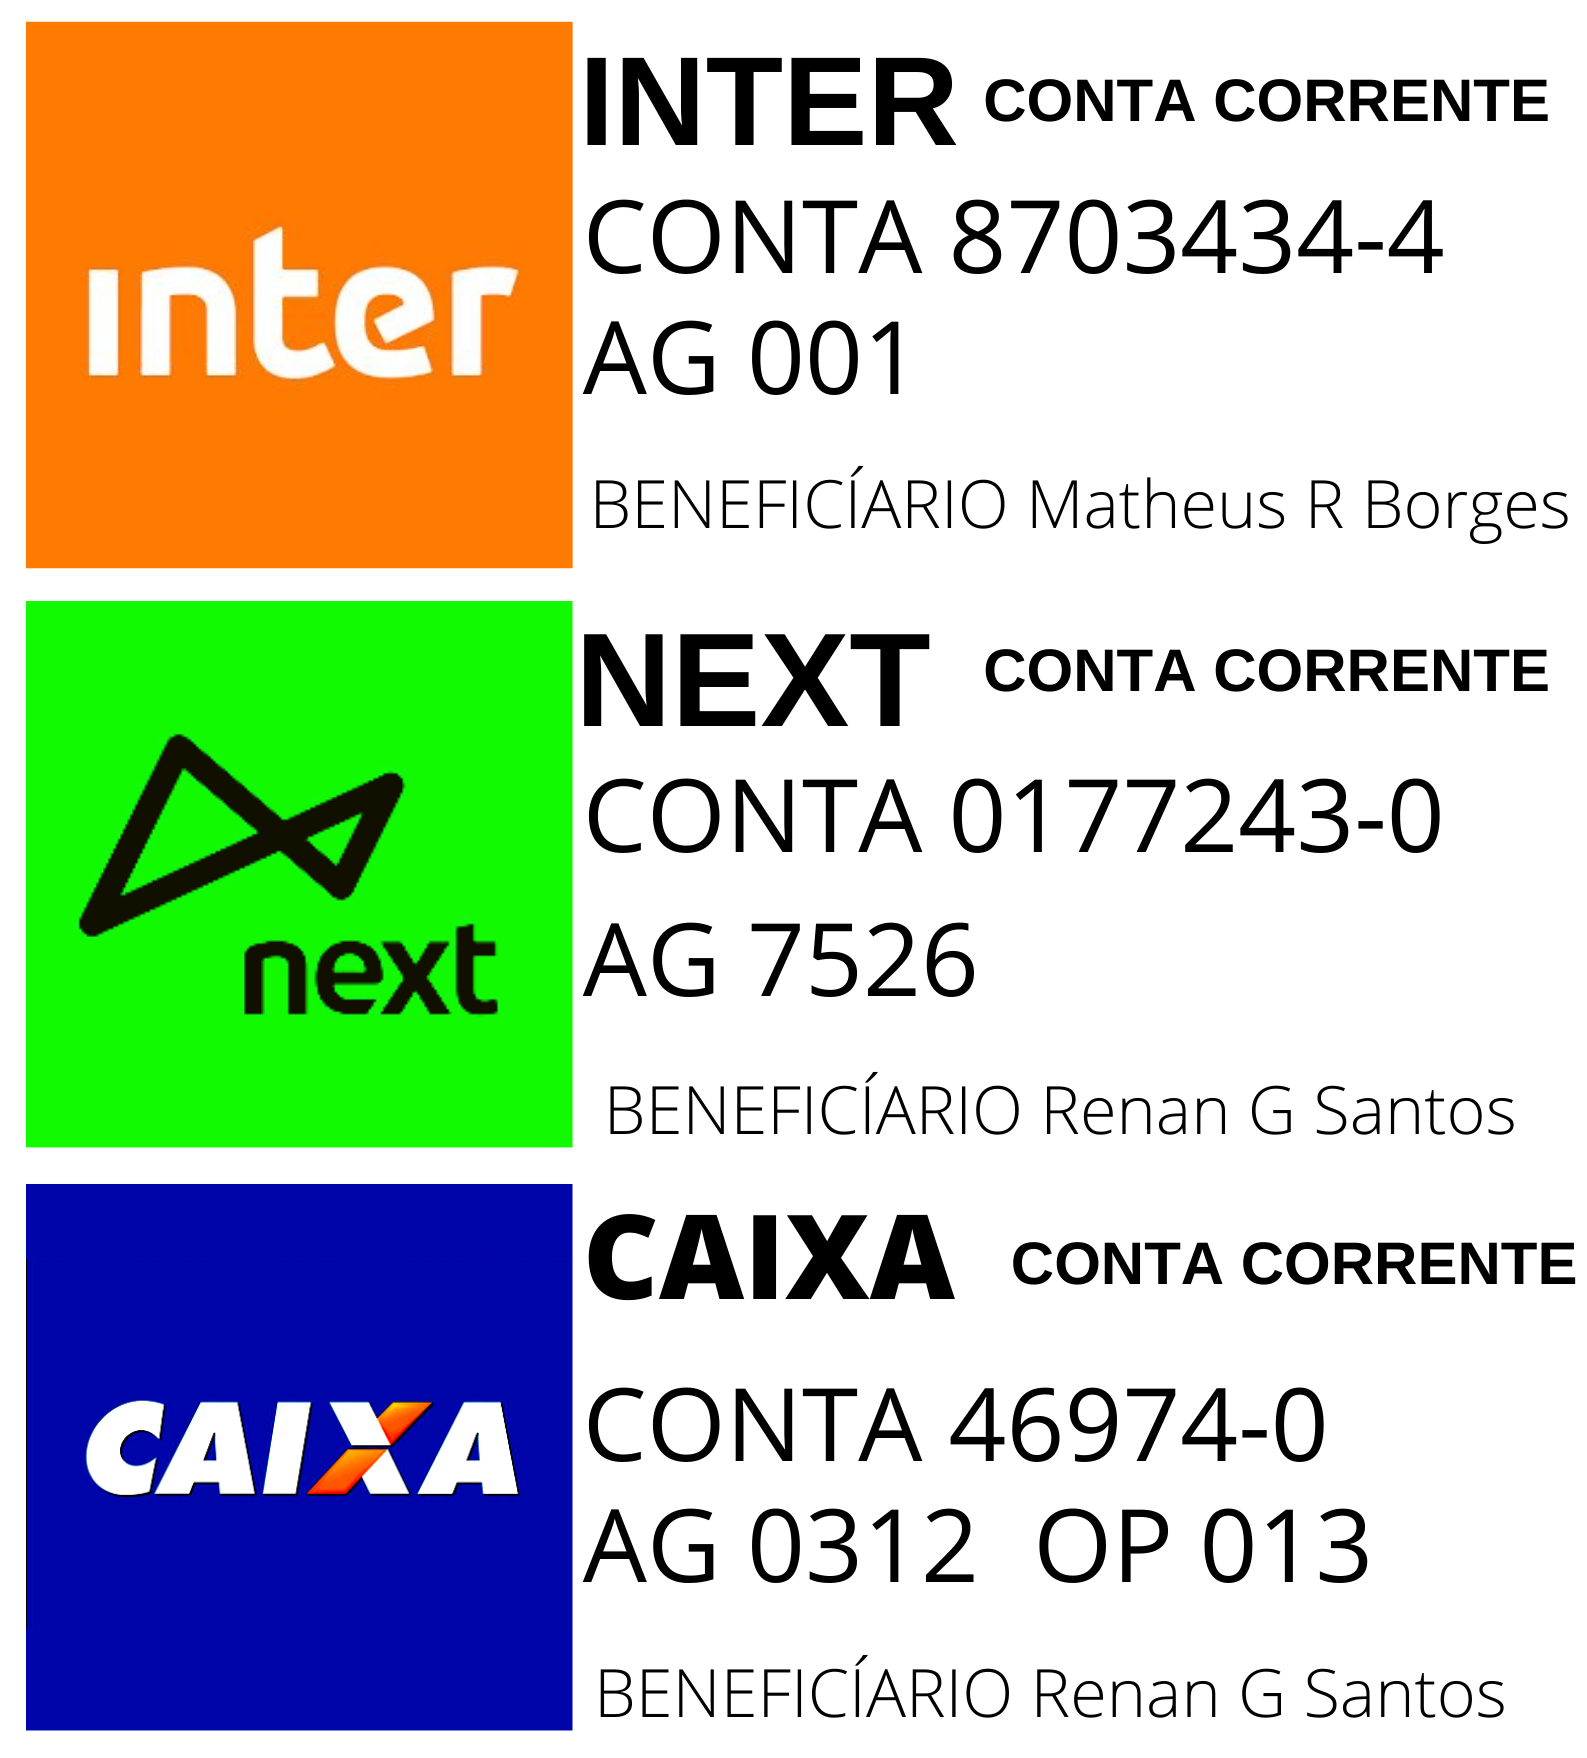 inter
INTER CONTA CORRENTE
CONTA 8703434-4
AG 001
BENEFICÍARIO Matheus R Borges
next
NEXT CONTA CORRENTE
CONTA 0177243-0
AG 7526
BENEFICÍARIO Renan G Santos
CAIXA
CAIXA CONTA CORRENTE
CONTA 46974-0
AG 0312 OP 013
BENEFICÍARIO Renan G Santos